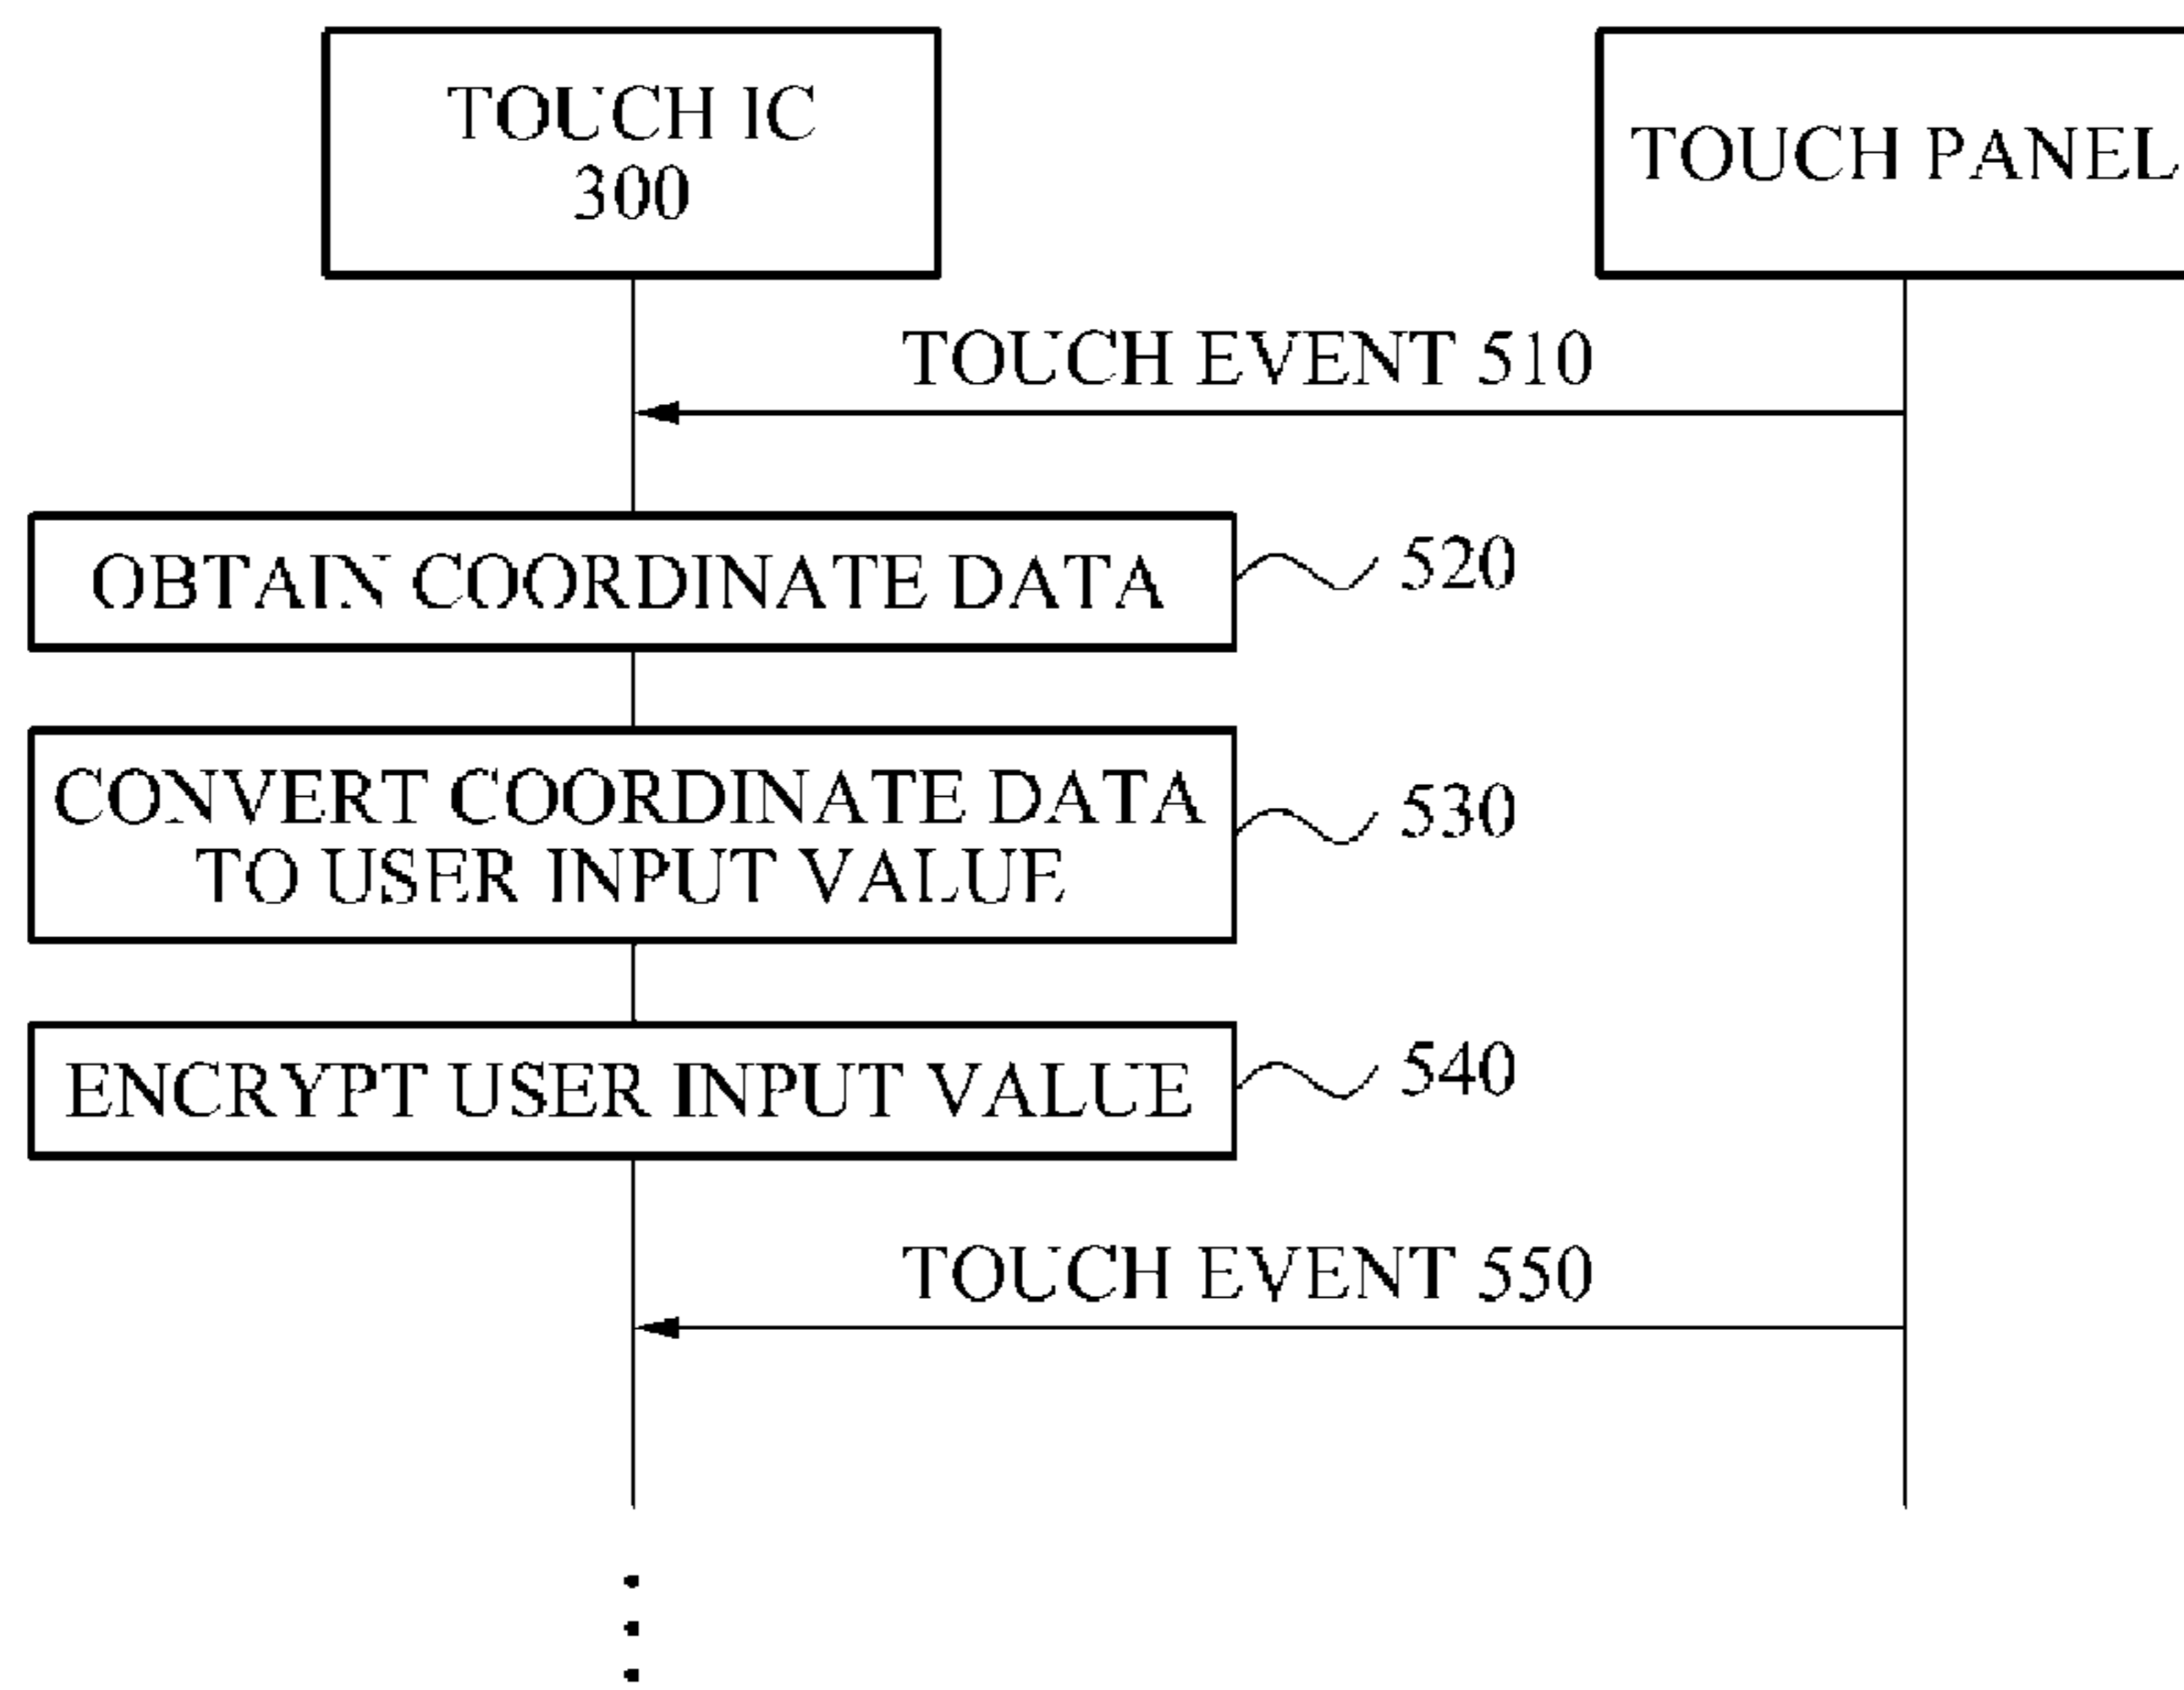 TOUCH IC
300
TOUCH PANEL
TOUCH EVENT 510
OBTAIN COORDINATE DATA
520
CONVERT COORDINATE DATA
TO USER INPUT VALUE
530
ENCRYPT USER INPUT VALUE
540
TOUCH EVENT 550